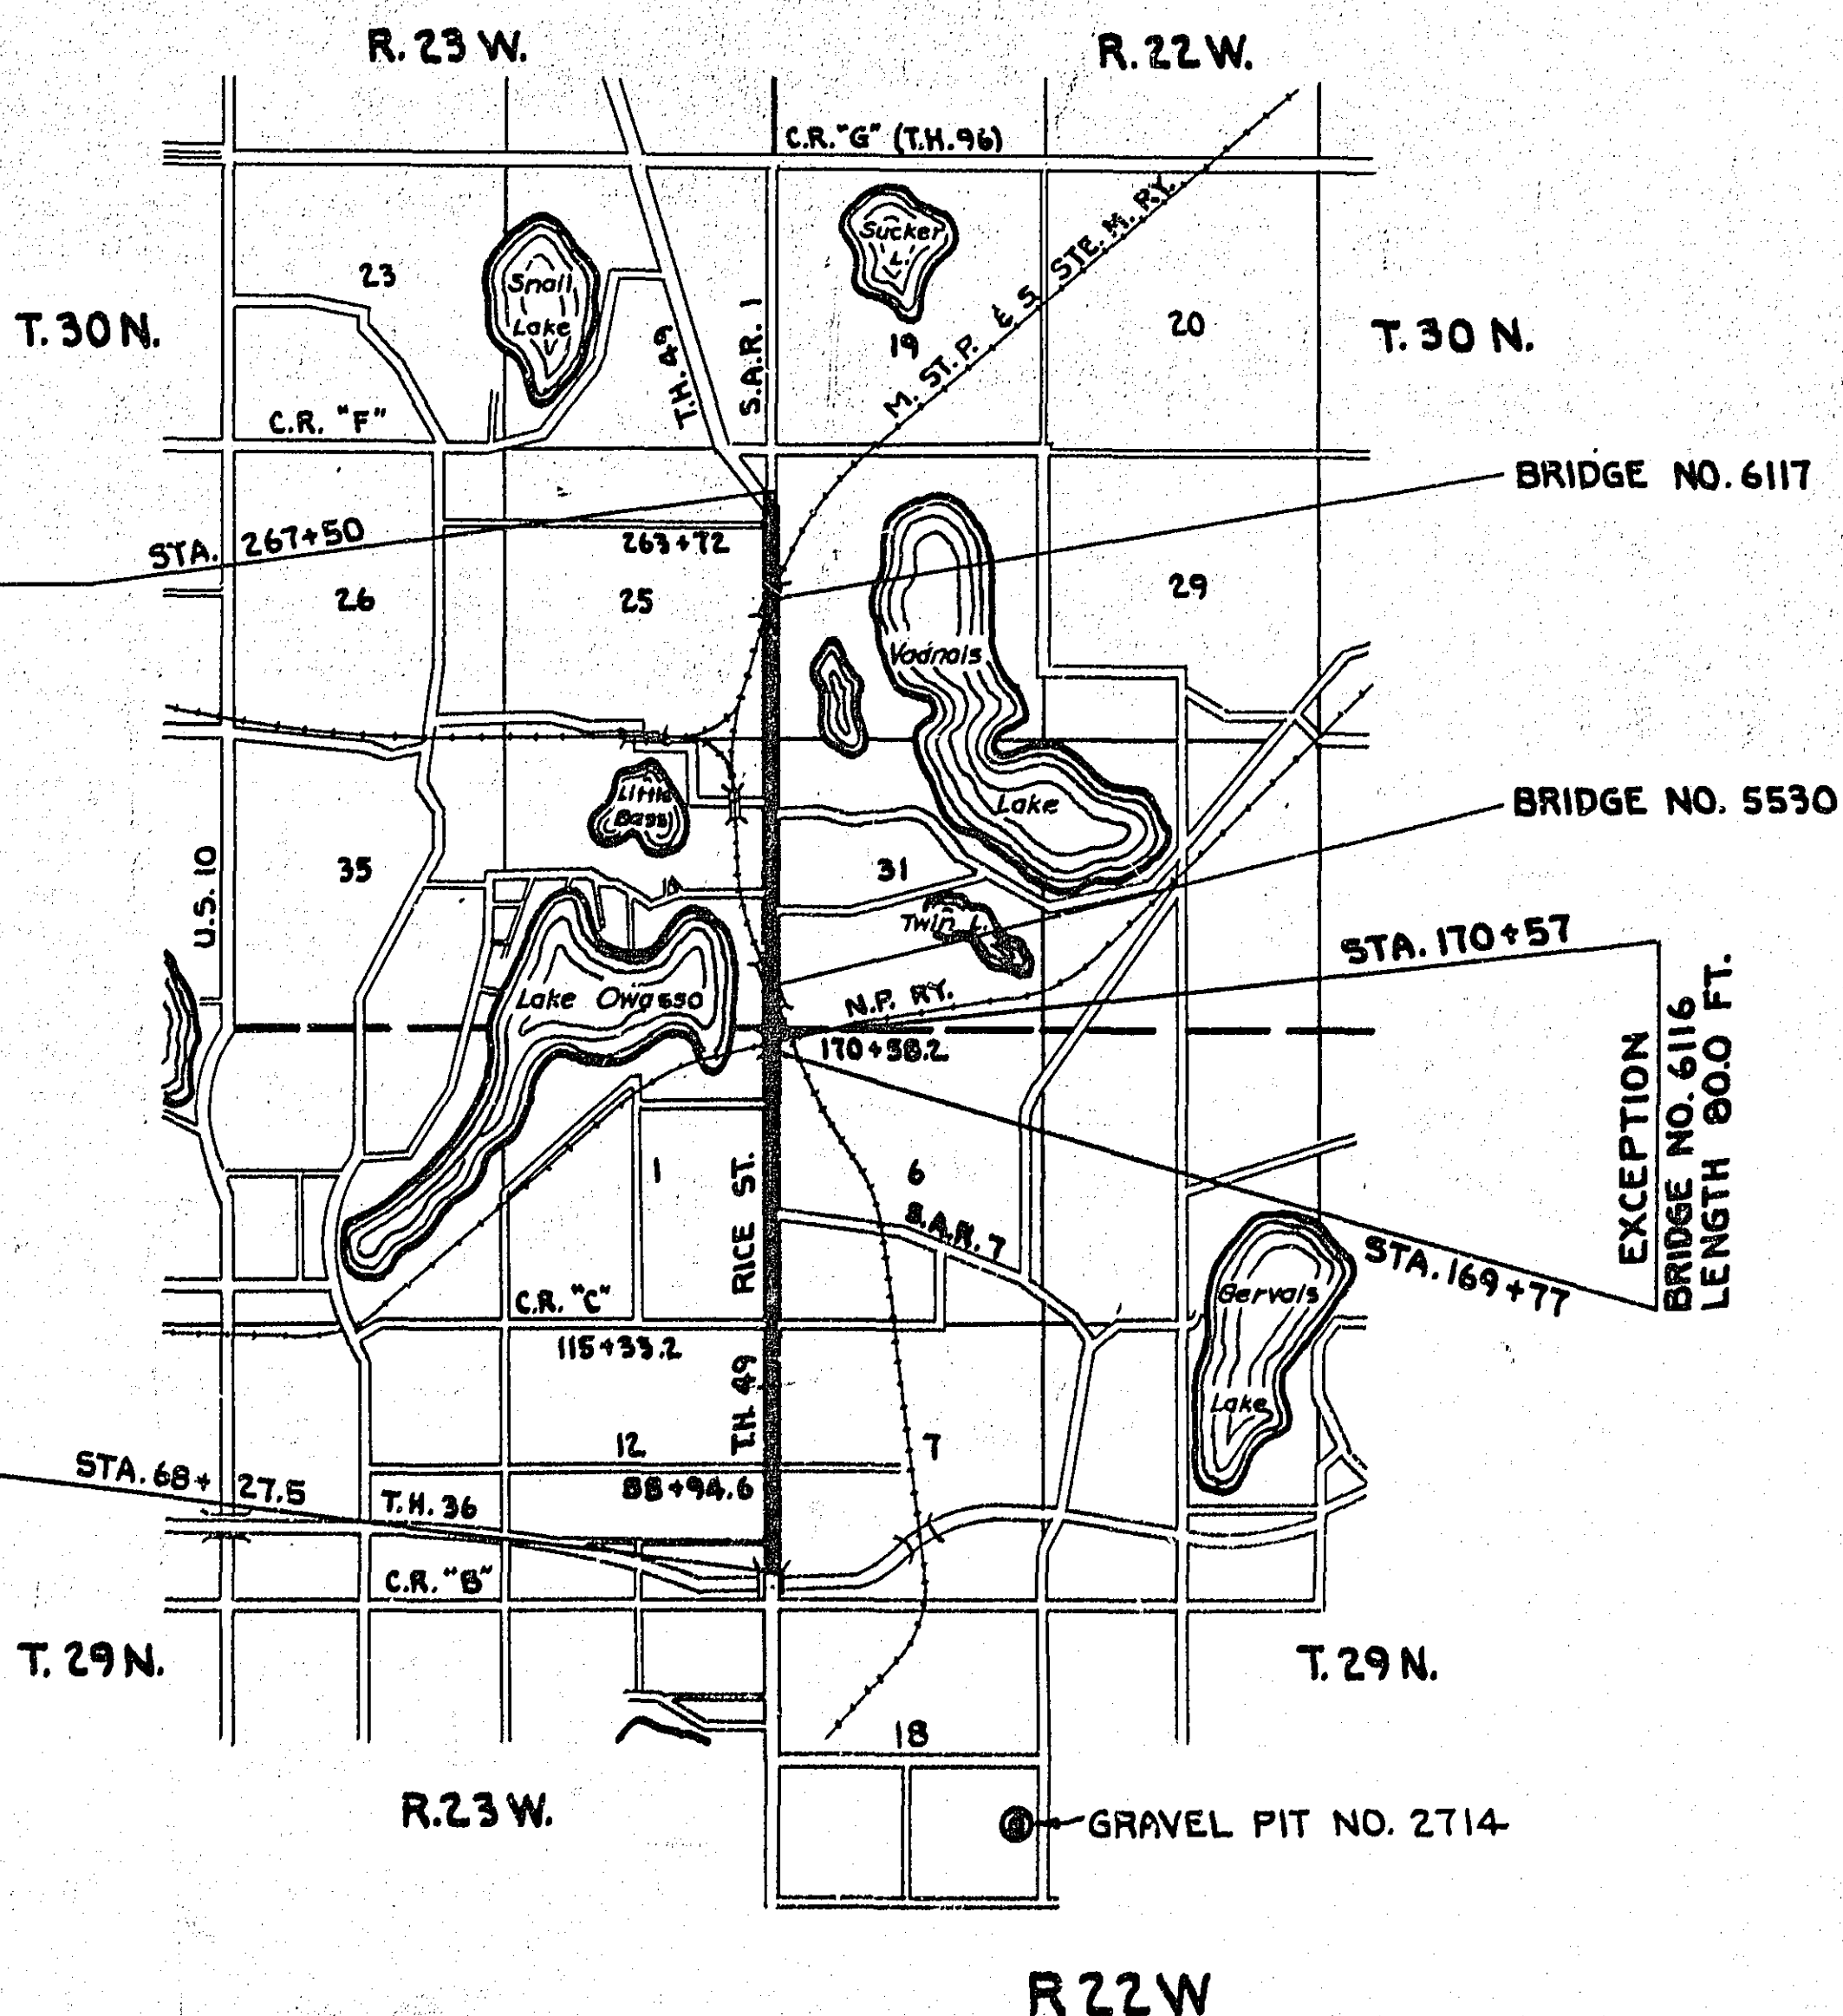 R. 23 W.
R. 22 W.
C.R. "G" (T.H. 96)
Sucker
Lk.
23
Snail
Lake
T. 30 N.
T.H. 49
S.A.R. 1
19
M. ST. P. & S. STE. M. RY.
20
T. 30 N.
C.R. "F"
BRIDGE NO. 6117
STA. 267+50
263+72
26
25
29
Vadnais
Lake
BRIDGE NO. 5530
Little
Bass
U.S. 10
35
31
Twin L.
STA. 170+57
Lake Owasso
N.P. RY.
170+58.2
EXCEPTION
BRIDGE NO. 6116
LENGTH 80.0 FT.
1
RICE ST.
6
S.A.R. 7
STA. 169+77
Gervais
Lake
C.R. "C"
115+33.2
T.H. 49
12
7
STA. 68+27.5
88+94.6
T.H. 36
C.R. "B"
T. 29 N.
T. 29 N.
18
R. 23 W.
GRAVEL PIT NO. 2714
R 22 W